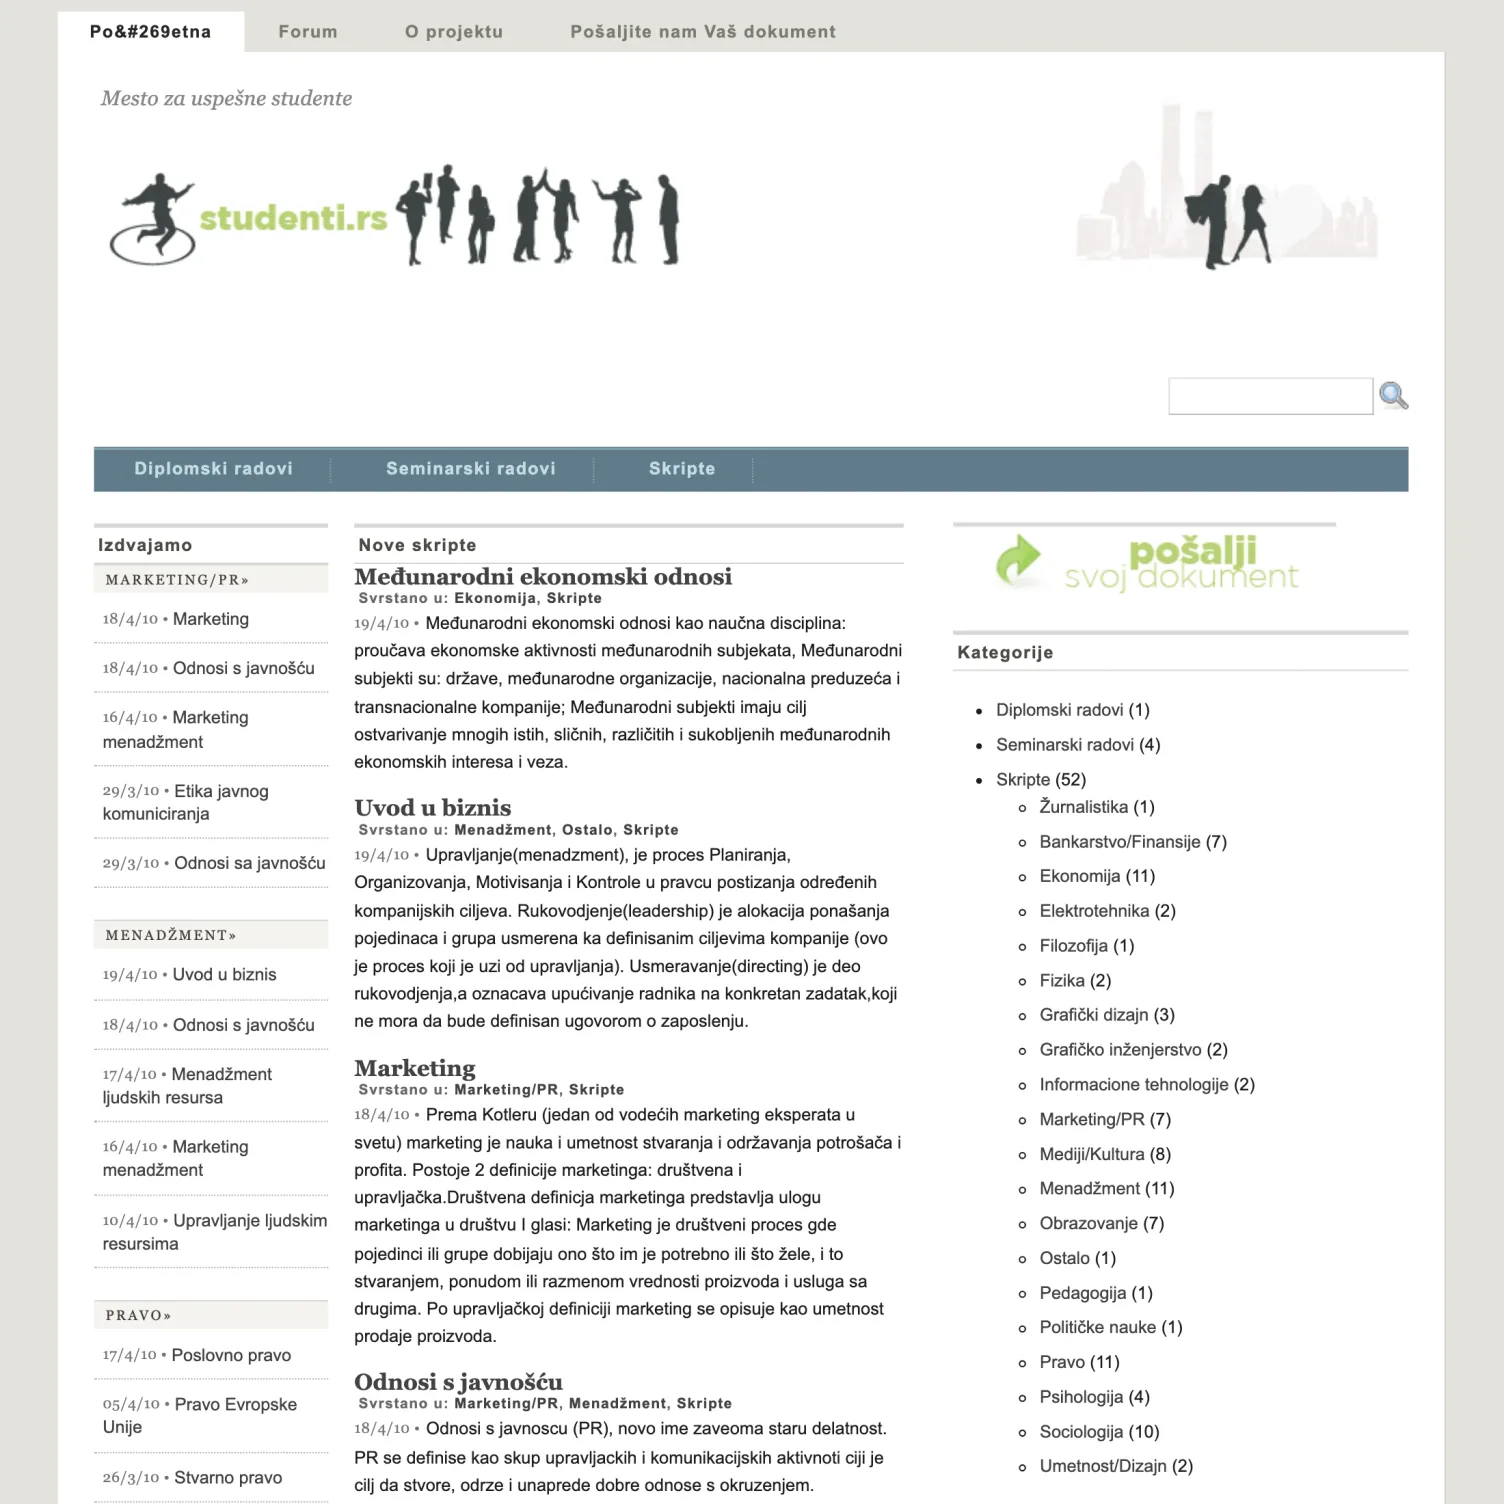 Po&#269etna
Forum
O projektu
Pošaljite nam Vaš dokument
Mesto za uspešne studente
studenti.rs
Diplomski radovi
Seminarski radovi
Skripte
Izdvajamo
MARKETING/PR»
18/4/10 • Marketing
18/4/10 • Odnosi s javnošću
16/4/10 • Marketing
menadžment
29/3/10 • Etika javnog
komuniciranja
29/3/10 • Odnosi sa javnošću
MENADŽMENT»
19/4/10 • Uvod u biznis
18/4/10 • Odnosi s javnošću
17/4/10 • Menadžment
ljudskih resursa
16/4/10 • Marketing
menadžment
10/4/10 • Upravljanje ljudskim
resursima
PRAVO»
17/4/10 • Poslovno pravo
05/4/10 • Pravo Evropske
Unije
26/3/10 • Stvarno pravo
Nove skripte
Međunarodni ekonomski odnosi
Svrstano u: Ekonomija, Skripte
19/4/10 • Međunarodni ekonomski odnosi kao naučna disciplina:
proučava ekonomske aktivnosti međunarodnih subjekata, Međunarodni
subjekti su: države, međunarodne organizacije, nacionalna preduzeća i
transnacionalne kompanije; Međunarodni subjekti imaju cilj
ostvarivanje mnogih istih, sličnih, različitih i sukobljenih međunarodnih
ekonomskih interesa i veza.
Uvod u biznis
Svrstano u: Menadžment, Ostalo, Skripte
19/4/10 • Upravljanje(menadzment), je proces Planiranja,
Organizovanja, Motivisanja i Kontrole u pravcu postizanja određenih
kompanijskih ciljeva. Rukovodjenje(leadership) je alokacija ponašanja
pojedinaca i grupa usmerena ka definisanim ciljevima kompanije (ovo
je proces koji je uzi od upravljanja). Usmeravanje(directing) je deo
rukovodjenja,a oznacava upućivanje radnika na konkretan zadatak,koji
ne mora da bude definisan ugovorom o zaposlenju.
Marketing
Svrstano u: Marketing/PR, Skripte
18/4/10 • Prema Kotleru (jedan od vodećih marketing eksperata u
svetu) marketing je nauka i umetnost stvaranja i održavanja potrošača i
profita. Postoje 2 definicije marketinga: društvena i
upravljačka.Društvena definicja marketinga predstavlja ulogu
marketinga u društvu I glasi: Marketing je društveni proces gde
pojedinci ili grupe dobijaju ono što im je potrebno ili što žele, i to
stvaranjem, ponudom ili razmenom vrednosti proizvoda i usluga sa
drugima. Po upravljačkoj definiciji marketing se opisuje kao umetnost
prodaje proizvoda.
Odnosi s javnošću
Svrstano u: Marketing/PR, Menadžment, Skripte
18/4/10 • Odnosi s javnoscu (PR), novo ime zaveoma staru delatnost.
PR se definise kao skup upravljackih i komunikacijskih aktivnoti ciji je
cilj da stvore, odrze i unaprede dobre odnose s okruzenjem.
pošalji
svoj dokument
Kategorije
Diplomski radovi (1)
Seminarski radovi (4)
Skripte (52)
Žurnalistika (1)
Bankarstvo/Finansije (7)
Ekonomija (11)
Elektrotehnika (2)
Filozofija (1)
Fizika (2)
Grafički dizajn (3)
Grafičko inženjerstvo (2)
Informacione tehnologije (2)
Marketing/PR (7)
Mediji/Kultura (8)
Menadžment (11)
Obrazovanje (7)
Ostalo (1)
Pedagogija (1)
Političke nauke (1)
Pravo (11)
Psihologija (4)
Sociologija (10)
Umetnost/Dizajn (2)